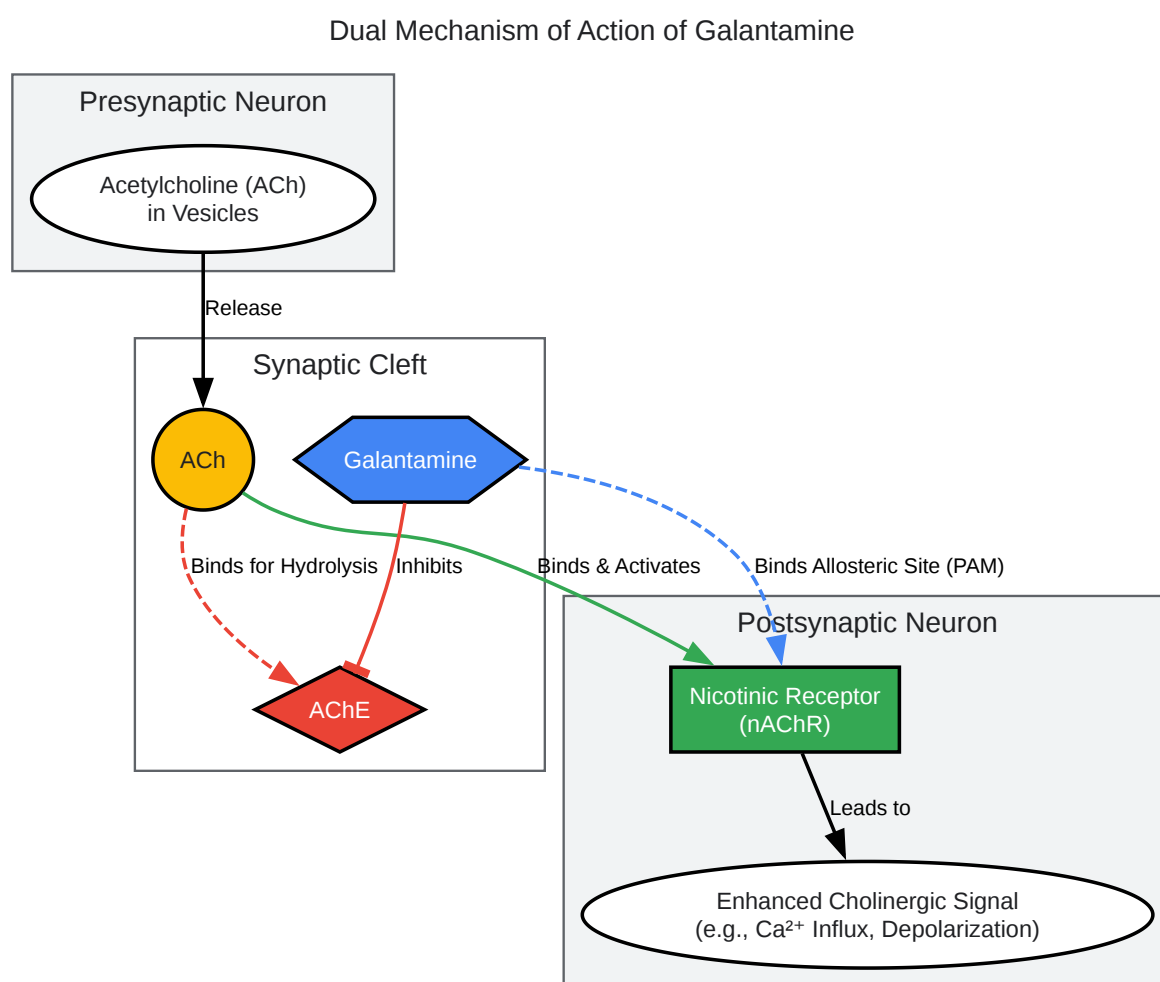 Dual Mechanism of Action of Galantamine
Presynaptic Neuron
Acetylcholine (ACh)
in Vesicles
Release
Synaptic Cleft
ACh
Galantamine
Binds for Hydrolysis
Inhibits
Binds & Activates
Binds Allosteric Site (PAM)
Postsynaptic Neuron
AChE
Nicotinic Receptor
(nAChR)
Leads to
Enhanced Cholinergic Signal
(e.g., Ca²⁺ Influx, Depolarization)